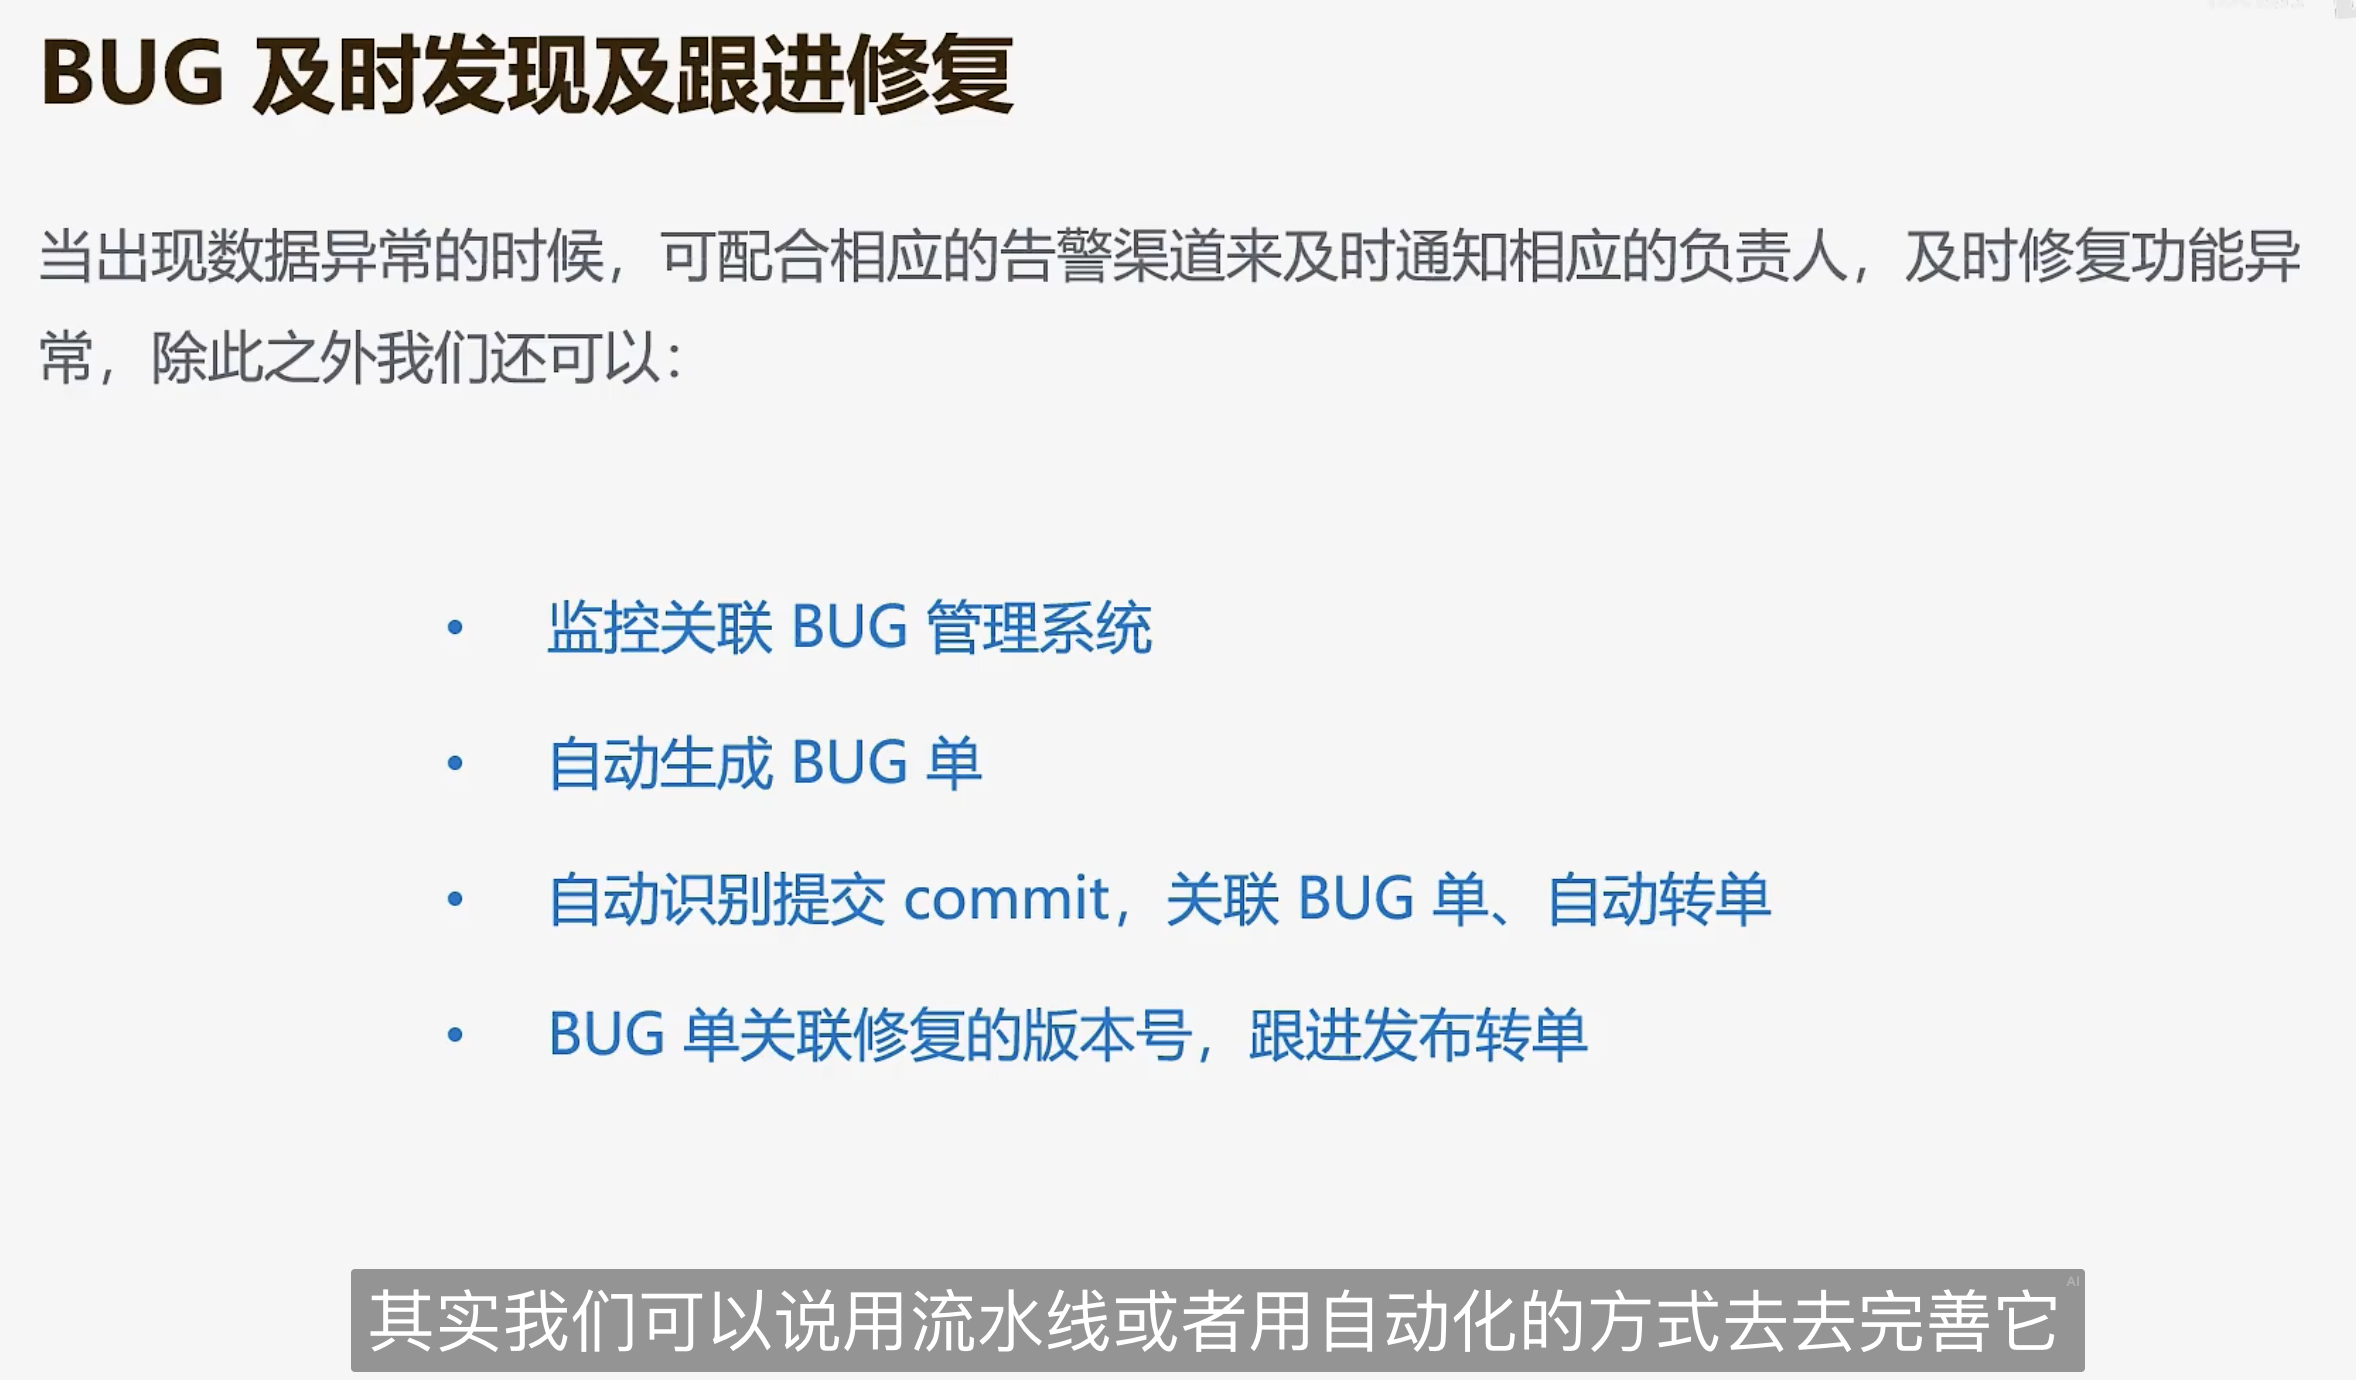 BUG 及时发现及跟进修复
当出现数据异常的时候，可配合相应的告警渠道来及时通知相应的负责人，及时修复功能异
常，除此之外我们还可以：
• 监控关联 BUG 管理系统
• 自动生成 BUG 单
• 自动识别提交 commit，关联 BUG 单、自动转单
• BUG 单关联修复的版本号，跟进发布转单
AI
其实我们可以说用流水线或者用自动化的方式去去完善它